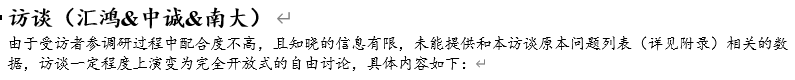 访谈（汇鸿&中诚&南大）
由于受访者参调研过程中配合度不高，且知晓的信息有限，未能提供和本访谈原本问题列表（详见附录）相关的数
据，访谈一定程度上演变为完全开放式的自由讨论，具体内容如下：